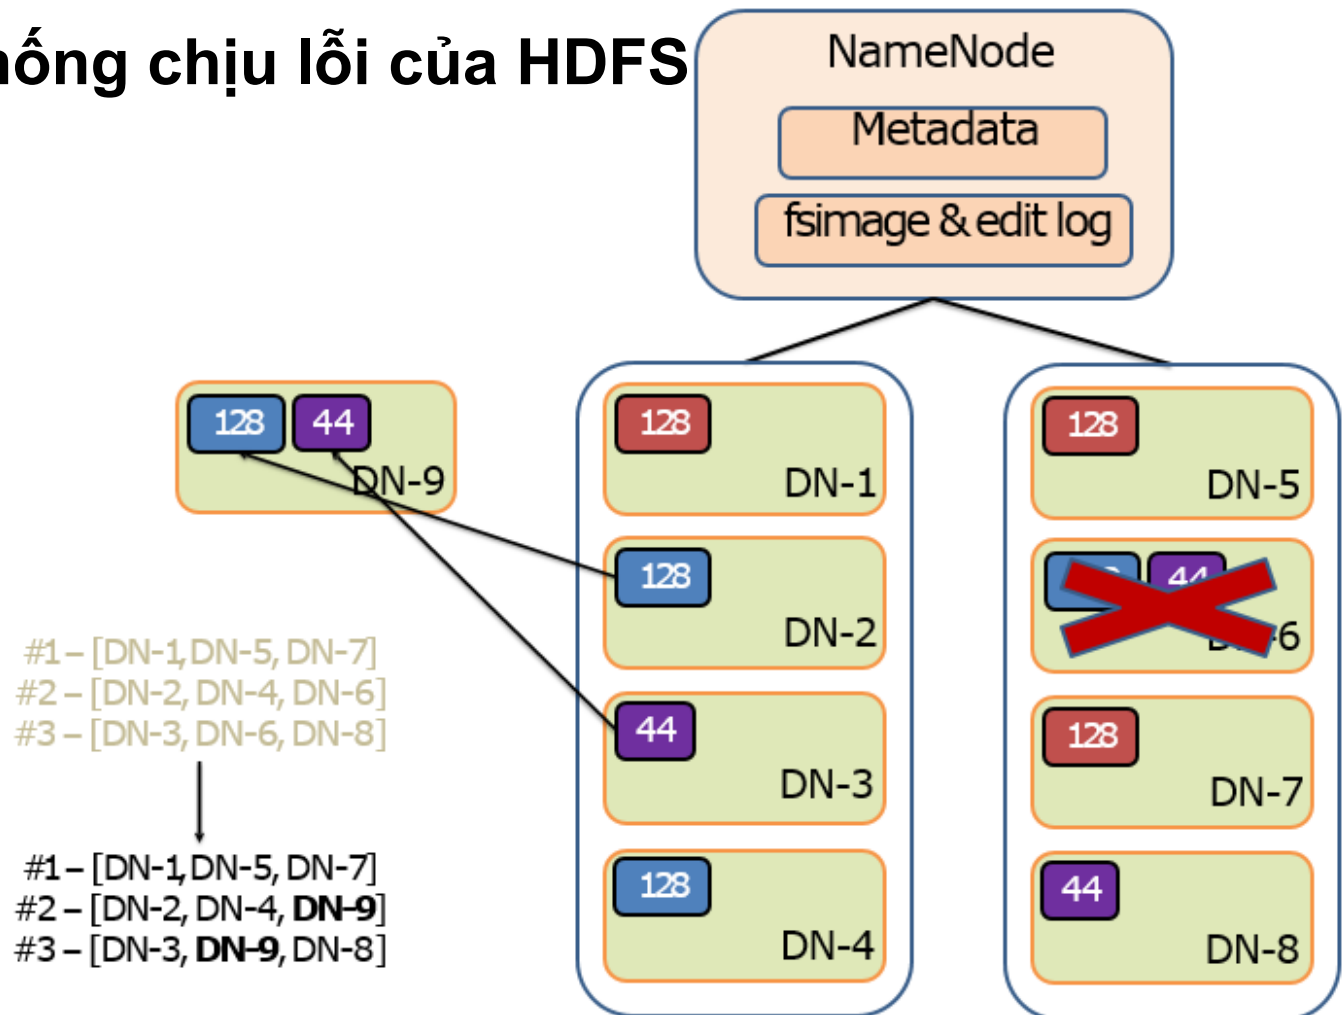 hống chịu lỗi của HDFS
NameNode
Metadata
fsimage & edit log
128 44
DN-9
128
DN-1
128
DN-2
44
DN-3
128
DN-4
128
DN-5
44
6
128
DN-7
44
DN-8
#1 – [DN-1, DN-5, DN-7]
#2 – [DN-2, DN-4, DN-6]
#3 – [DN-3, DN-6, DN-8]
#1 – [DN-1, DN-5, DN-7]
#2 – [DN-2, DN-4, DN-9]
#3 – [DN-3, DN-9, DN-8]